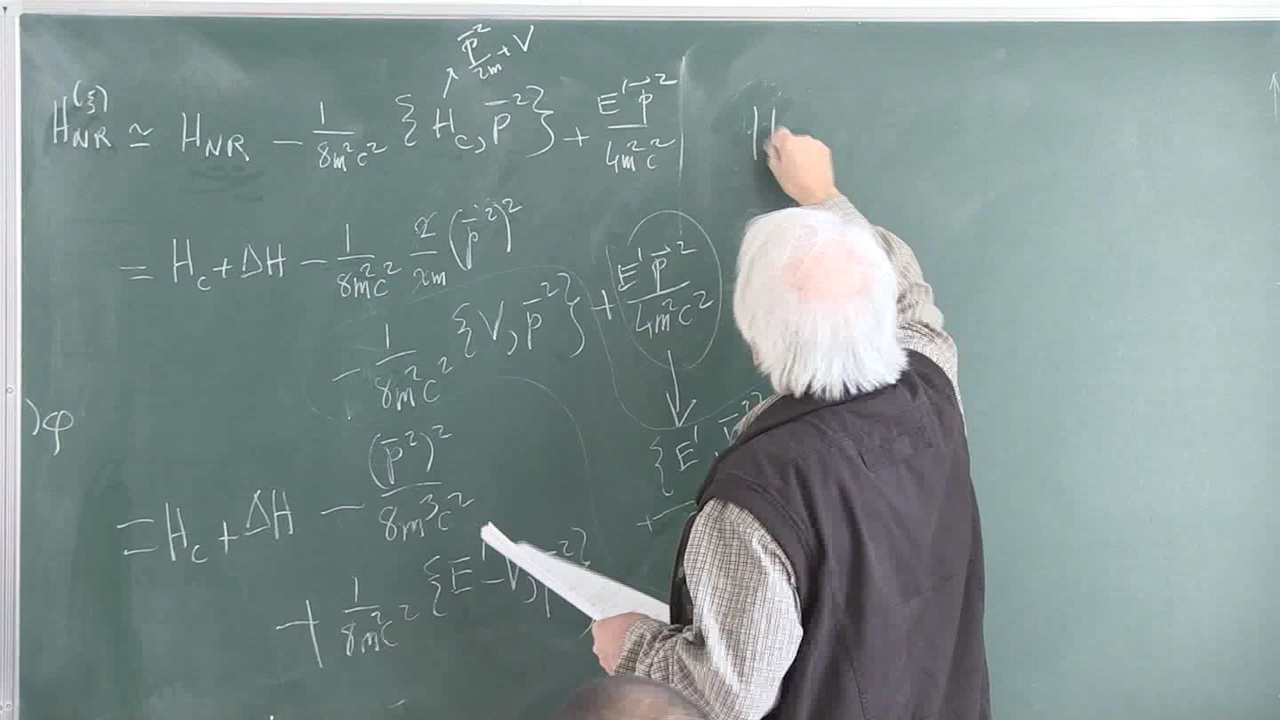 p̄²/2m + V
H_NR^(ξ) ≃ H_NR − 1/8m²c² {H_c, p̄²} + E' p⃗²/4m²c²
= H_c + ΔH − 1/8m²c² 2/2m (p̄²)²
− 1/8m²c² {V, p̄²} + E' p⃗²/4m²c²
)φ
{E', p̄²}
= H_c + ΔH − (p̄²)²/8m³c²
+ 1/8m²c² {E' − V, p̄²}
H